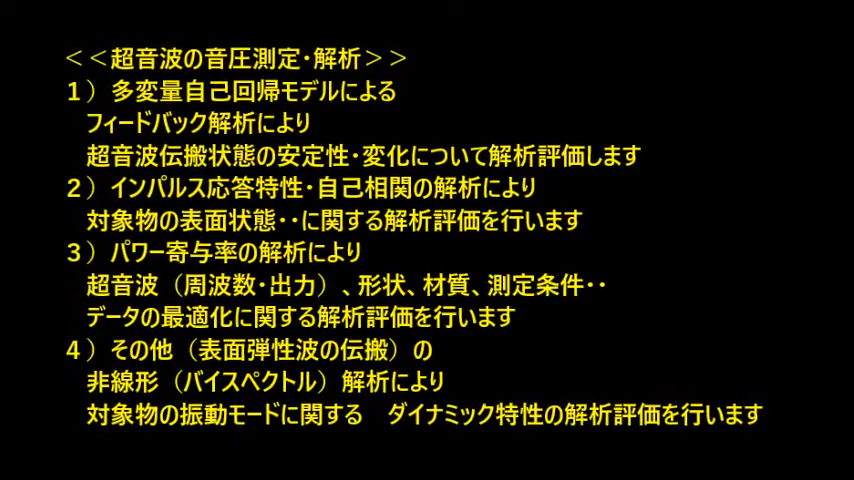 ＜＜超音波の音圧測定・解析＞＞
１）多変量自己回帰モデルによる
フィードバック解析により
超音波伝搬状態の安定性・変化について解析評価します
２）インパルス応答特性・自己相関の解析により
対象物の表面状態・・に関する解析評価を行います
３）パワー寄与率の解析により
超音波（周波数・出力）、形状、材質、測定条件・・
データの最適化に関する解析評価を行います
４）その他（表面弾性波の伝搬）の
非線形（バイスペクトル）解析により
対象物の振動モードに関する　ダイナミック特性の解析評価を行います